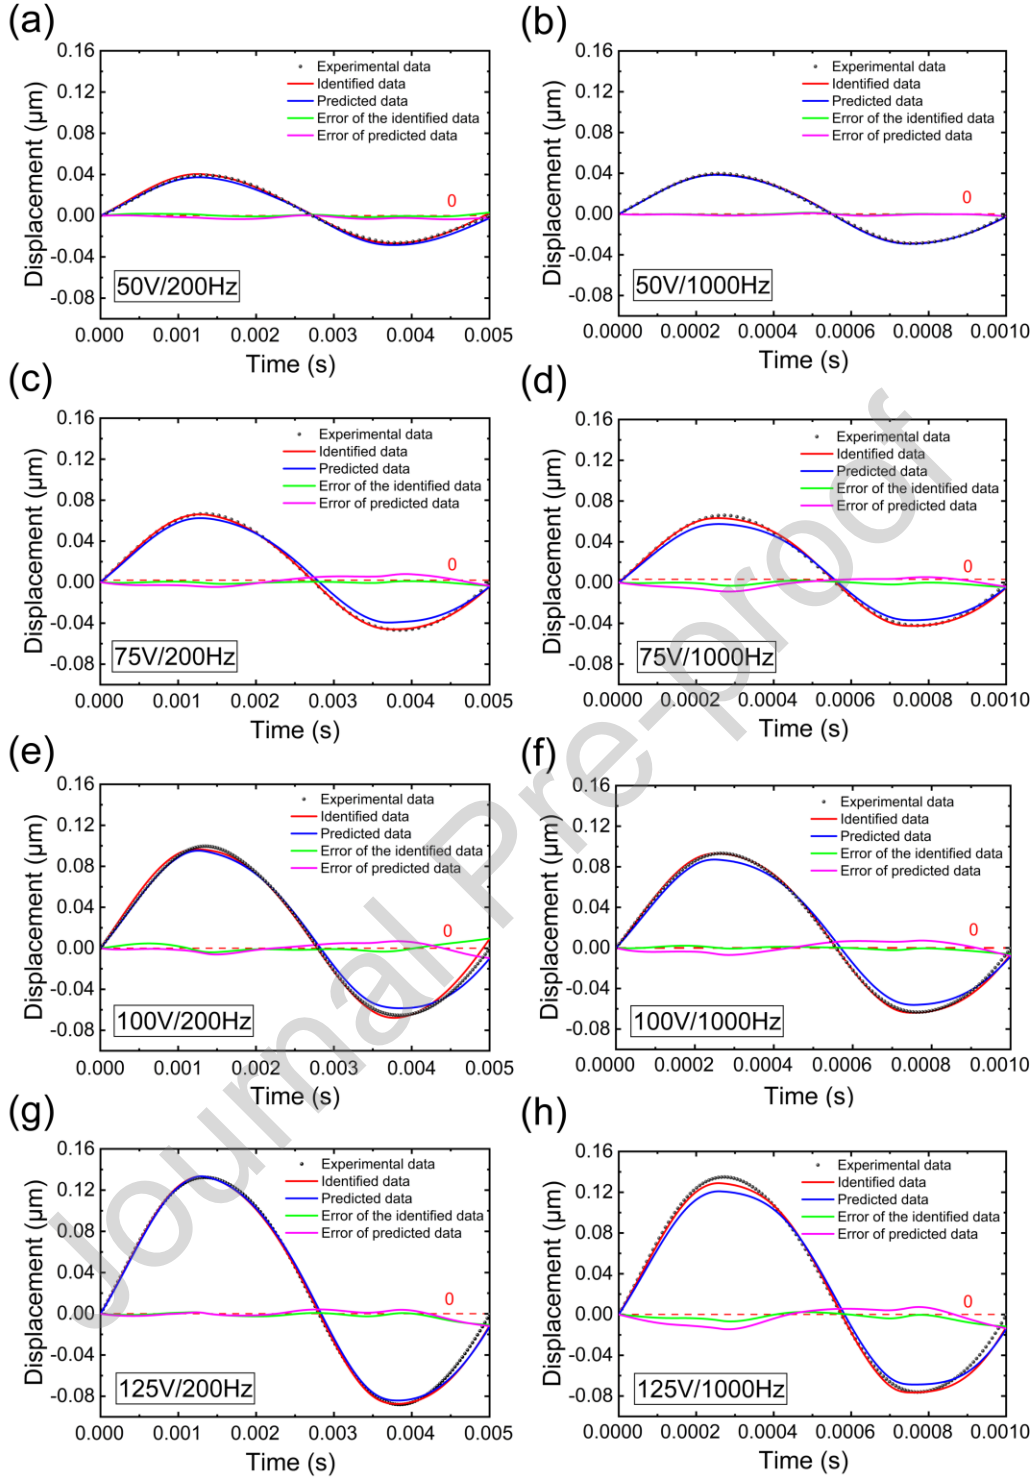 (a)
0.16
0.12
0.08
0.04
0.00
-0.04
-0.08
Displacement (μm)
Experimental data
Identified data
Predicted data
Error of the identified data
Error of predicted data
0
50V/200Hz
0.000 0.001 0.002 0.003 0.004 0.005
Time (s)
(b)
0.16
0.12
0.08
0.04
0.00
-0.04
-0.08
Displacement (μm)
Experimental data
Identified data
Predicted data
Error of the identified data
Error of predicted data
0
50V/1000Hz
0.0000 0.0002 0.0004 0.0006 0.0008 0.0010
Time (s)
(c)
0.16
0.12
0.08
0.04
0.00
-0.04
-0.08
Displacement (μm)
Experimental data
Identified data
Predicted data
Error of the identified data
Error of predicted data
0
75V/200Hz
0.000 0.001 0.002 0.003 0.004 0.005
Time (s)
(d)
0.16
0.12
0.08
0.04
0.00
-0.04
-0.08
Displacement (μm)
Experimental data
Identified data
Predicted data
Error of the identified data
Error of predicted data
0
75V/1000Hz
0.0000 0.0002 0.0004 0.0006 0.0008 0.0010
Time (s)
(e)
0.16
0.12
0.08
0.04
0.00
-0.04
-0.08
Displacement (μm)
Experimental data
Identified data
Predicted data
Error of the identified data
Error of predicted data
0
100V/200Hz
0.000 0.001 0.002 0.003 0.004 0.005
Time (s)
(f)
0.16
0.12
0.08
0.04
0.00
-0.04
-0.08
Displacement (μm)
Experimental data
Identified data
Predicted data
Error of the identified data
Error of predicted data
0
100V/1000Hz
0.0000 0.0002 0.0004 0.0006 0.0008 0.0010
Time (s)
(g)
0.16
0.12
0.08
0.04
0.00
-0.04
-0.08
Displacement (μm)
Experimental data
Identified data
Predicted data
Error of the identified data
Error of predicted data
0
125V/200Hz
0.000 0.001 0.002 0.003 0.004 0.005
Time (s)
(h)
0.16
0.12
0.08
0.04
0.00
-0.04
-0.08
Displacement (μm)
Experimental data
Identified data
Predicted data
Error of the identified data
Error of predicted data
0
125V/1000Hz
0.0000 0.0002 0.0004 0.0006 0.0008 0.0010
Time (s)
Journal Pre-proof